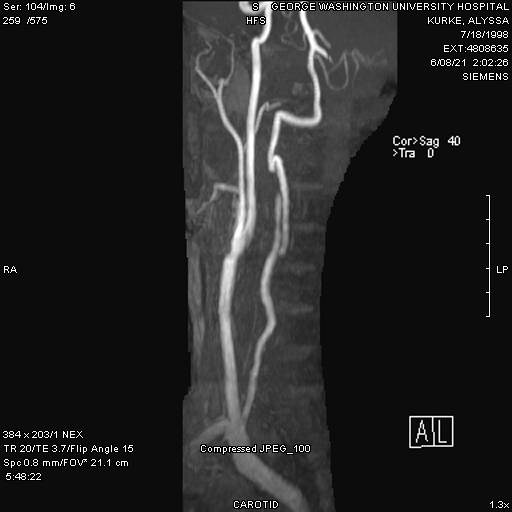 Ser: 104/Img: 6
259 /575
S
HFS
GEORGE WASHINGTON UNIVERSITY HOSPITAL
KURKE, ALYSSA
7/18/1998
EXT:4808635
6/08/21 2:02:26
SIEMENS
Cor>Sag 40
>Tra 0
RA
LP
384 x 203/1 NEX
TR 20/TE 3.7/Flip Angle 15
Spc 0.8 mm/FOV* 21.1 cm
5:48:22
Compressed JPEG_100
A L
CAROTID
1.3x